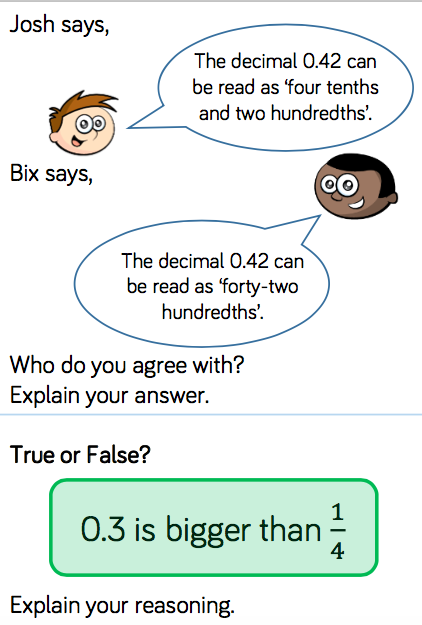 Josh says,
The decimal 0.42 can
be read as ‘four tenths
and two hundredths’.
Bix says,
The decimal 0.42 can
be read as ‘forty-two
hundredths’.
Who do you agree with?
Explain your answer.
True or False?
0.3 is bigger than 1/4
Explain your reasoning.